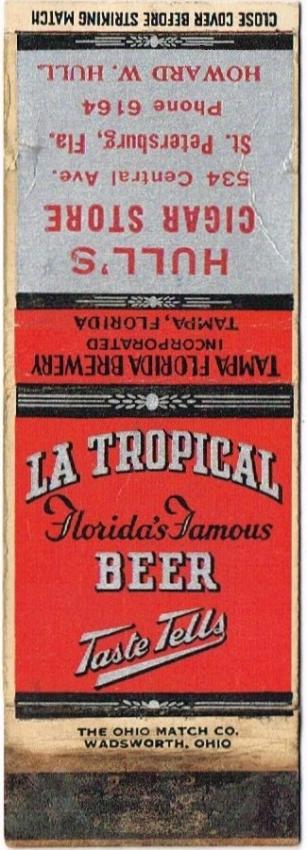 CLOSE COVER BEFORE STRIKING MATCH
HULL'S
CIGAR STORE
534 Central Ave.
St. Petersburg, Fla.
Phone 6164
HOWARD W. HULL
TAMPA FLORIDA BREWERY
INCORPORATED
TAMPA, FLORIDA
LA TROPICAL
Florida's Famous
BEER
Taste Tells
THE OHIO MATCH CO.
WADSWORTH, OHIO